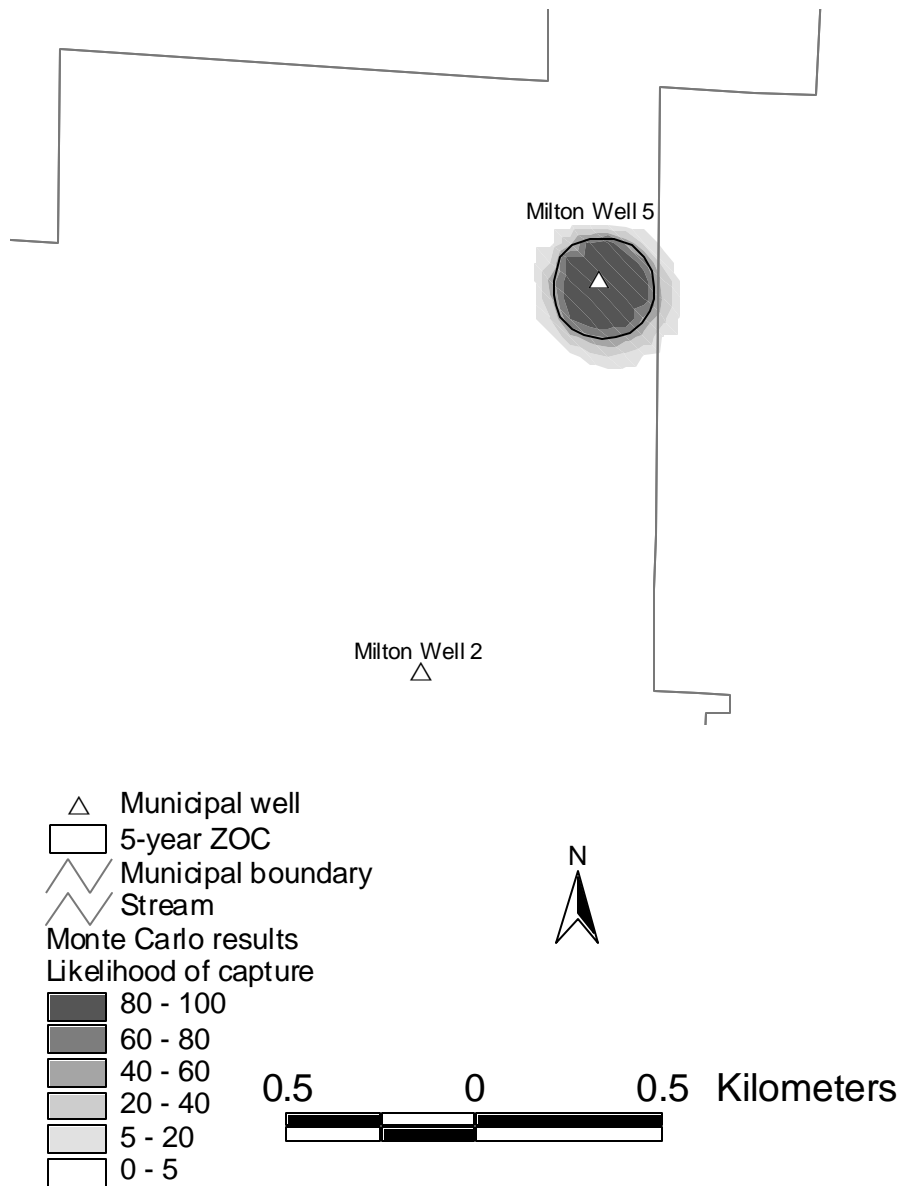 Milton Well 5
Milton Well 2
Municipal well
5-year ZOC
Municipal boundary
Stream
Monte Carlo results
Likelihood of capture
80 - 100
60 - 80
40 - 60
20 - 40
5 - 20
0 - 5
N
0.5 0 0.5 Kilometers